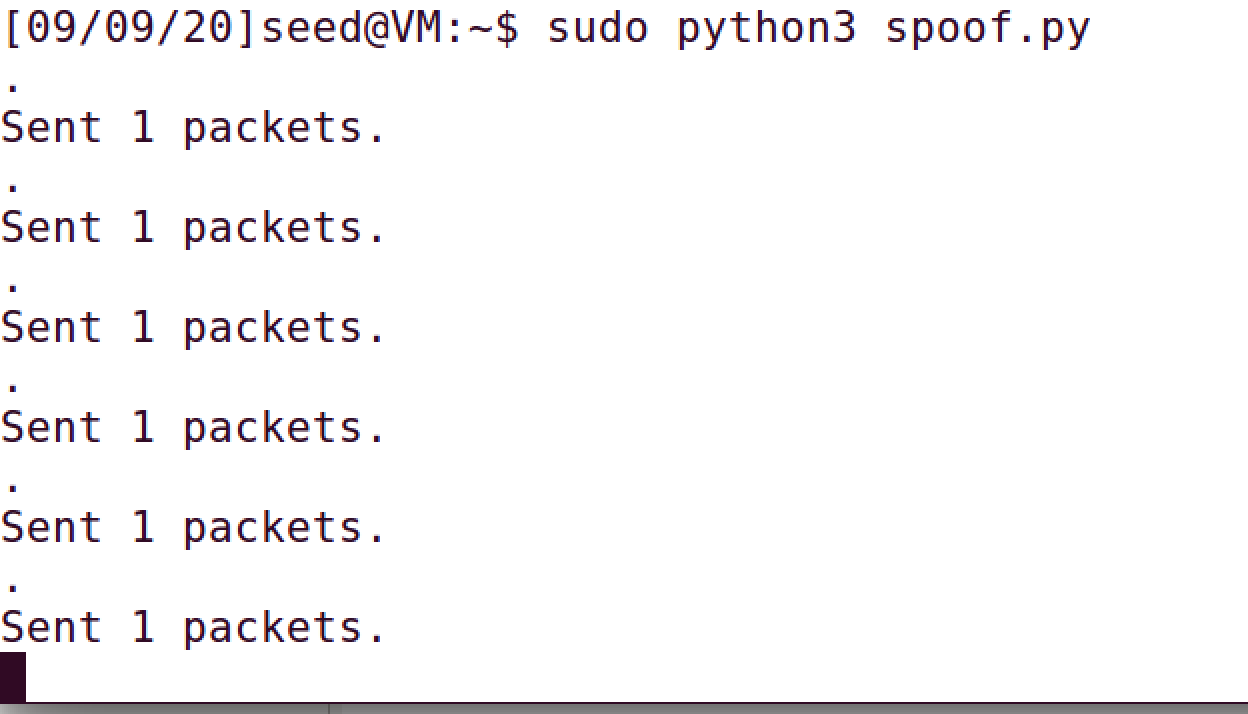 [09/09/20]seed@VM:~$ sudo python3 spoof.py
.
Sent 1 packets.
.
Sent 1 packets.
.
Sent 1 packets.
.
Sent 1 packets.
.
Sent 1 packets.
.
Sent 1 packets.